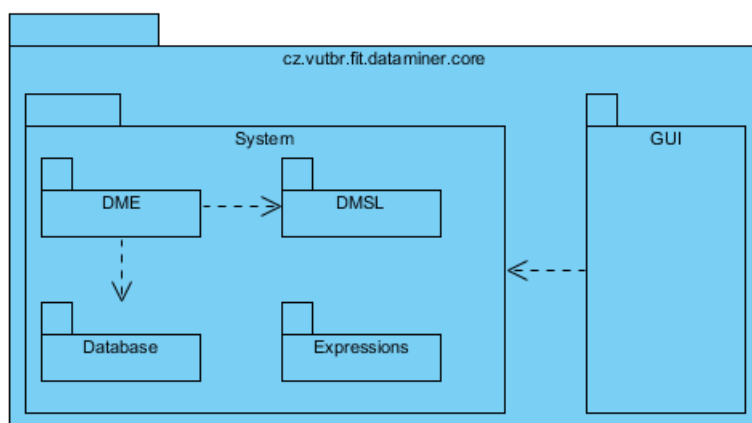 cz.vutbr.fit.dataminer.core
System
GUI
DME
DMSL
Database
Expressions